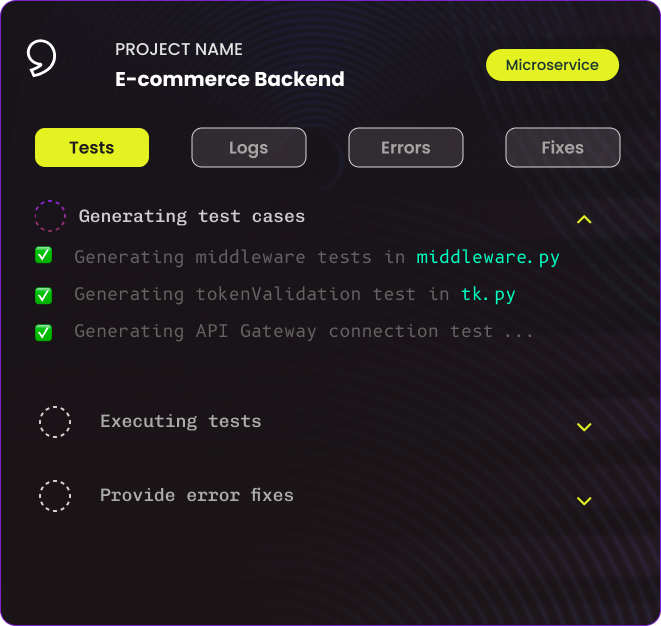 PROJECT NAME
E-commerce Backend
Microservice
Tests
Logs
Errors
Fixes
Generating test cases
Generating middleware tests in middleware.py
Generating tokenValidation test in tk.py
Generating API Gateway connection test ...
Executing tests
Provide error fixes